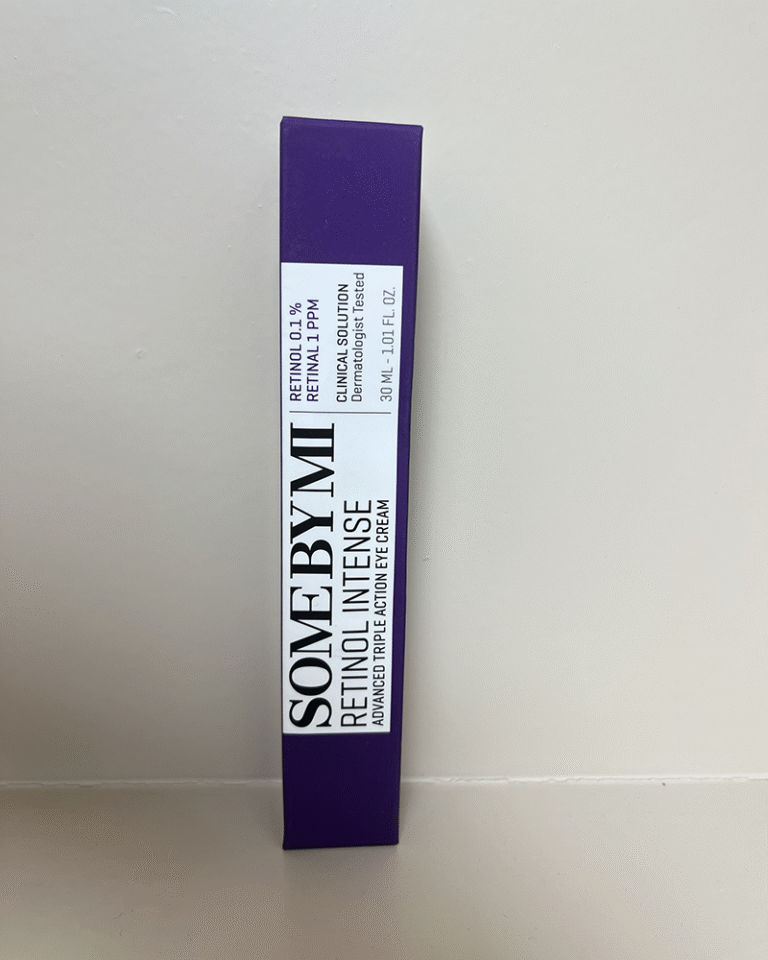 SOME BY MI
RETINOL INTENSE
ADVANCED TRIPLE ACTION EYE CREAM
RETINOL 0.1 %
RETINAL 1 PPM
CLINICAL SOLUTION
Dermatologist Tested
30 ML - 1.01 FL. OZ.